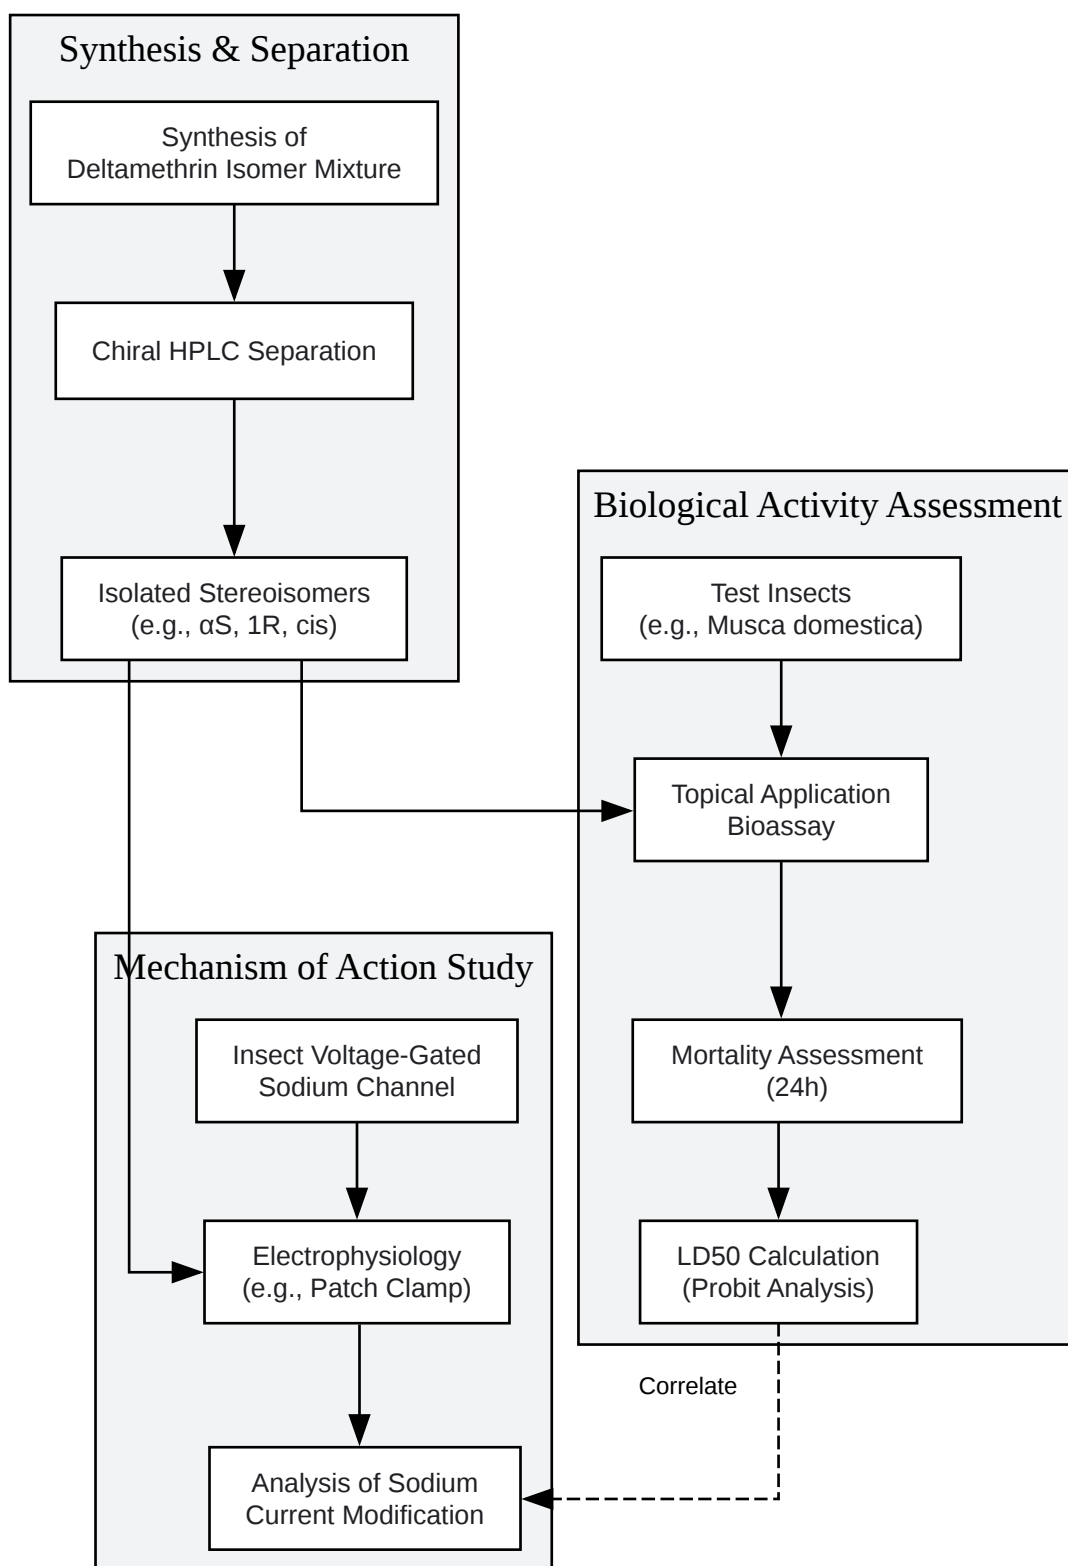 Synthesis & Separation
Synthesis of
Deltamethrin Isomer Mixture
Chiral HPLC Separation
Isolated Stereoisomers
(e.g., αS, 1R, cis)
Biological Activity Assessment
Test Insects
(e.g., Musca domestica)
Topical Application
Bioassay
Mortality Assessment
(24h)
LD50 Calculation
(Probit Analysis)
Correlate
Mechanism of Action Study
Insect Voltage-Gated
Sodium Channel
Electrophysiology
(e.g., Patch Clamp)
Analysis of Sodium
Current Modification